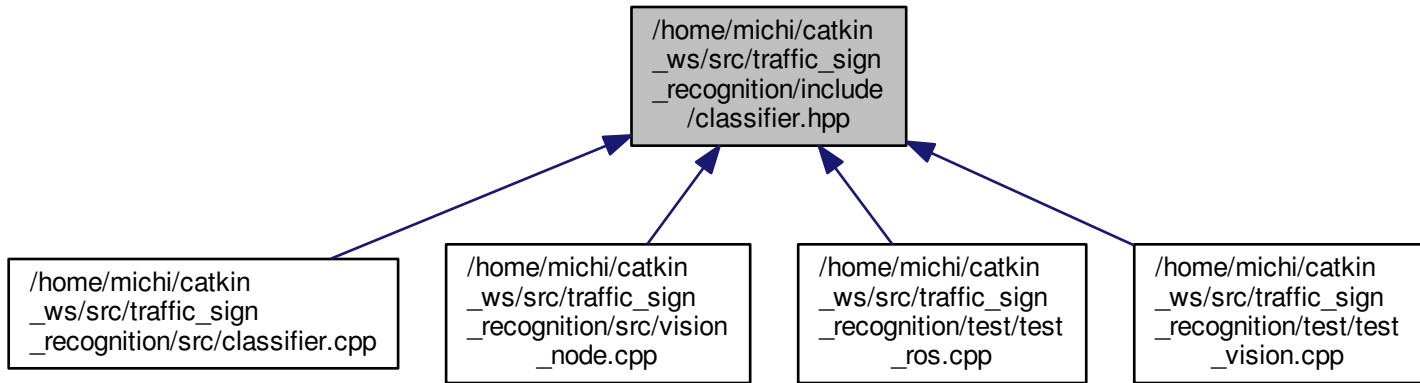 /home/michi/catkin
_ws/src/traffic_sign
_recognition/include
/classifier.hpp
/home/michi/catkin
_ws/src/traffic_sign
_recognition/src/classifier.cpp
/home/michi/catkin
_ws/src/traffic_sign
_recognition/src/vision
_node.cpp
/home/michi/catkin
_ws/src/traffic_sign
_recognition/test/test
_ros.cpp
/home/michi/catkin
_ws/src/traffic_sign
_recognition/test/test
_vision.cpp